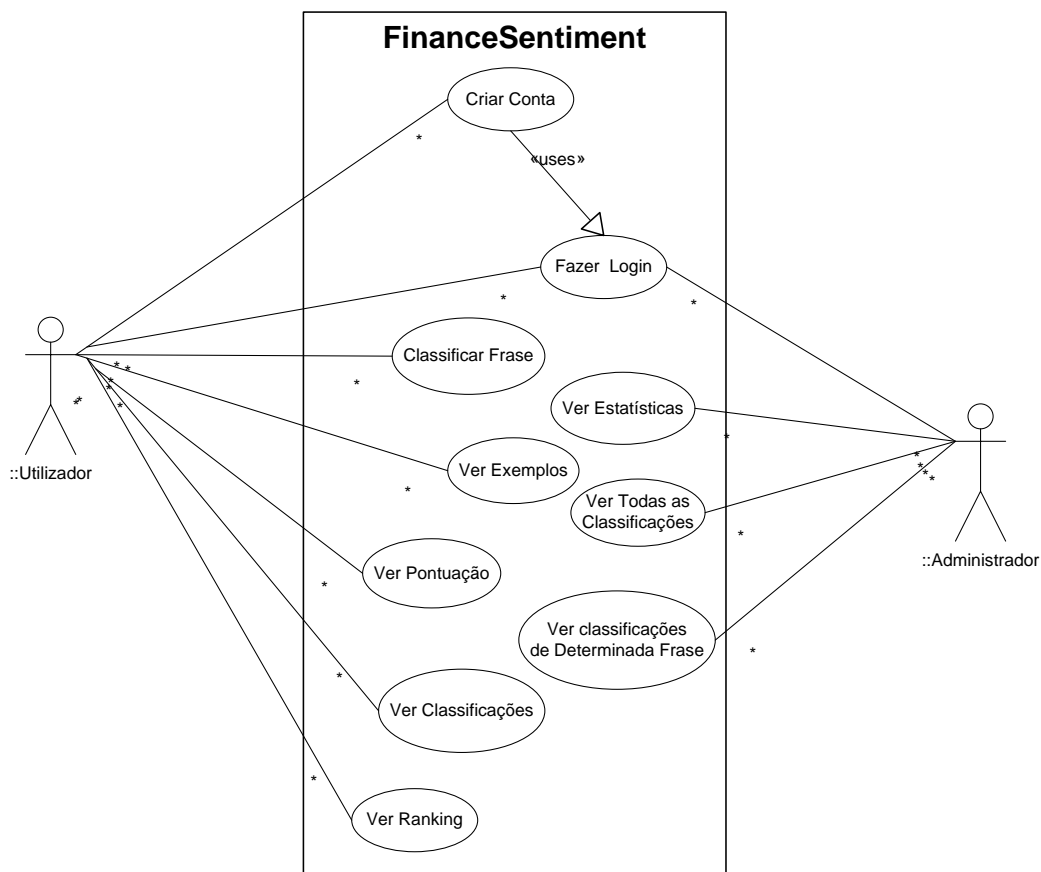 FinanceSentiment
Criar Conta
*
«uses»
Fazer Login
*
*
Classificar Frase
*
Ver Estatísticas
*
Ver Exemplos
*
Ver Todas as
Classificações
*
Ver Pontuação
*
Ver classificações
de Determinada Frase
*
Ver Classificações
*
Ver Ranking
*
* *
*
*
* *
*
::Utilizador
*
*
*
*
::Administrador